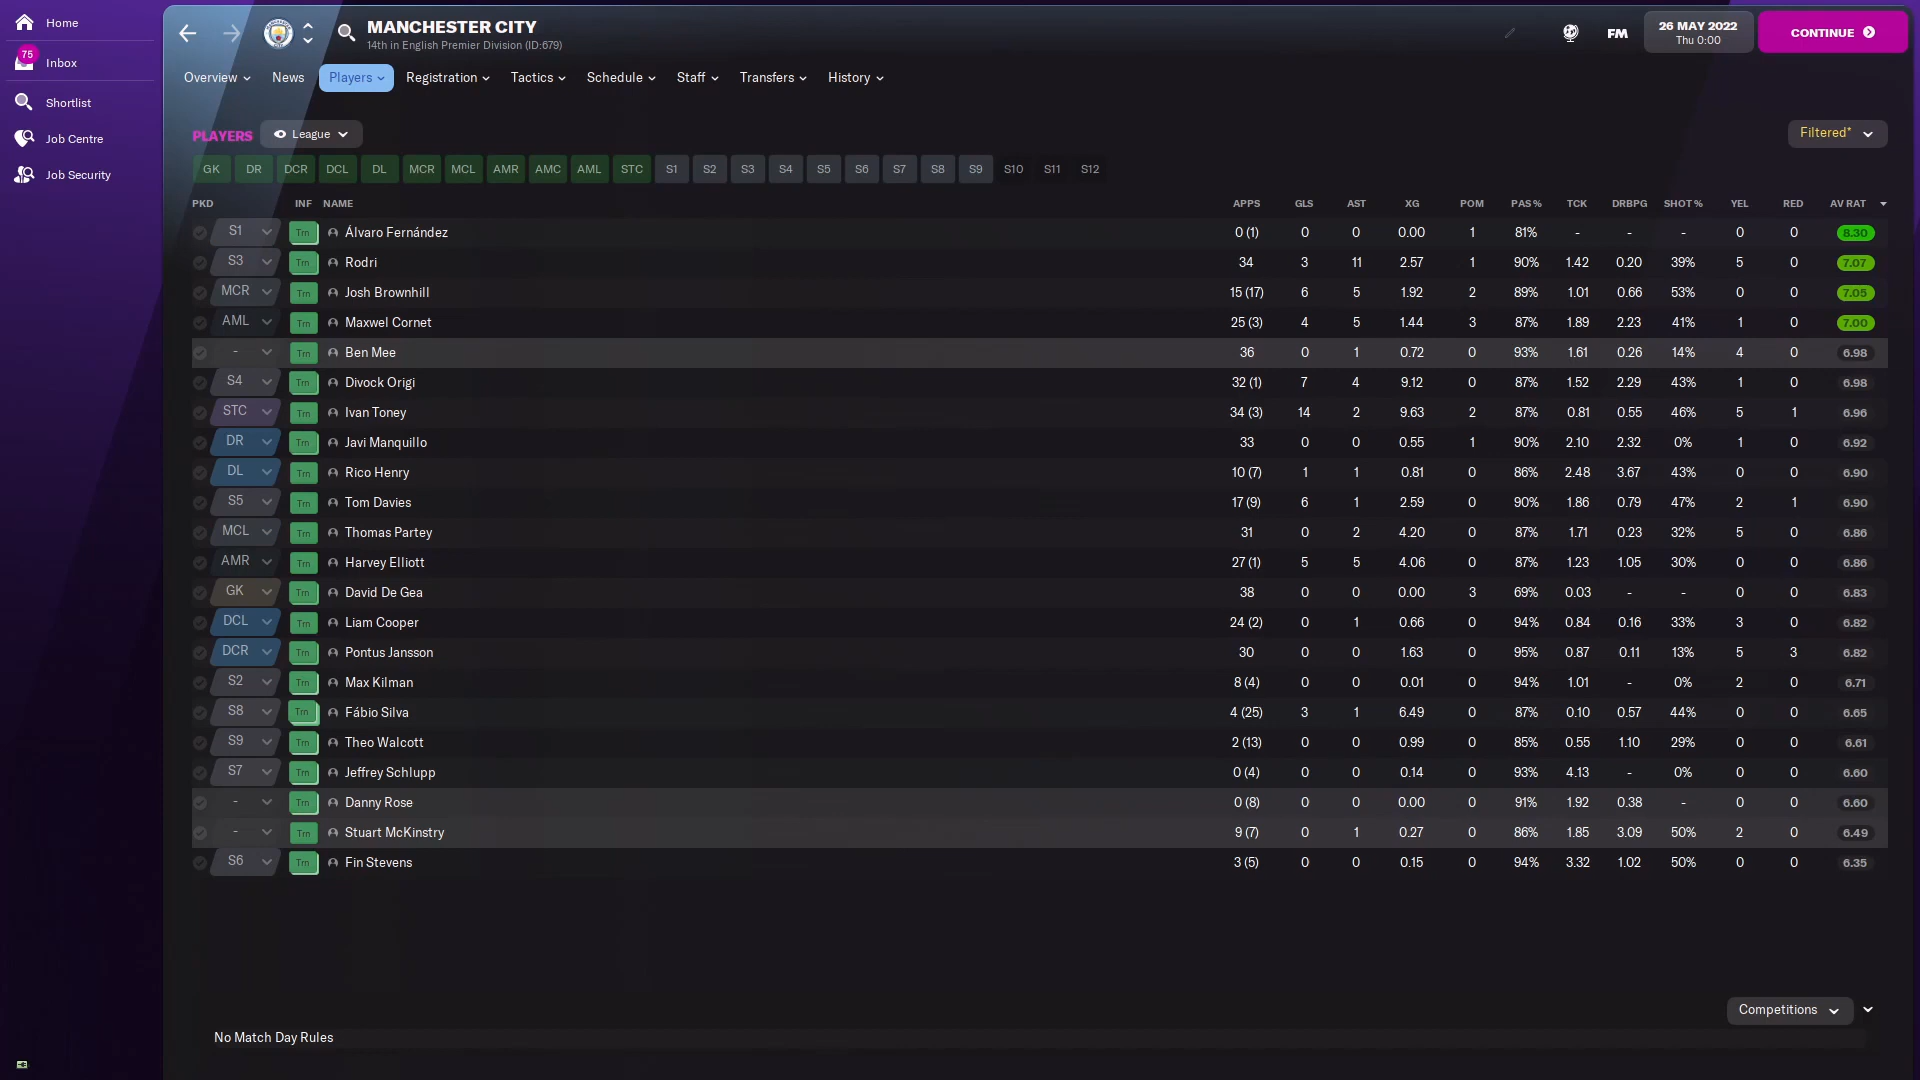 Home
75
Inbox
Shortlist
Job Centre
Job Security
MANCHESTER CITY
14th in English Premier Division (ID:679)
FM
26 MAY 2022
Thu 0:00
CONTINUE
Overview News Players Registration Tactics Schedule Staff Transfers History
PLAYERS League Filtered*
GK DR DCR DCL DL MCR MCL AMR AMC AML STC S1 S2 S3 S4 S5 S6 S7 S8 S9 S10 S11 S12
PKD INF NAME APPS GLS AST XG POM PAS % TCK DRBPG SHOT % YEL RED AV RAT
S1 Trn Álvaro Fernández 0 (1) 0 0 0.00 1 81% - - - 0 0 8.30
S3 Trn Rodri 34 3 11 2.57 1 90% 1.42 0.20 39% 5 0 7.07
MCR Trn Josh Brownhill 15 (17) 6 5 1.92 2 89% 1.01 0.66 53% 0 0 7.05
AML Trn Maxwel Cornet 25 (3) 4 5 1.44 3 87% 1.89 2.23 41% 1 0 7.00
- Trn Ben Mee 36 0 1 0.72 0 93% 1.61 0.26 14% 4 0 6.98
S4 Trn Divock Origi 32 (1) 7 4 9.12 0 87% 1.52 2.29 43% 1 0 6.98
STC Trn Ivan Toney 34 (3) 14 2 9.63 2 87% 0.81 0.55 46% 5 1 6.96
DR Trn Javi Manquillo 33 0 0 0.55 1 90% 2.10 2.32 0% 1 0 6.92
DL Trn Rico Henry 10 (7) 1 1 0.81 0 86% 2.48 3.67 43% 0 0 6.90
S5 Trn Tom Davies 17 (9) 6 1 2.59 0 90% 1.86 0.79 47% 2 1 6.90
MCL Trn Thomas Partey 31 0 2 4.20 0 87% 1.71 0.23 32% 5 0 6.86
AMR Trn Harvey Elliott 27 (1) 5 5 4.06 0 87% 1.23 1.05 30% 0 0 6.86
GK Trn David De Gea 38 0 0 0.00 3 69% 0.03 - - 0 0 6.83
DCL Trn Liam Cooper 24 (2) 0 1 0.66 0 94% 0.84 0.16 33% 3 0 6.82
DCR Trn Pontus Jansson 30 0 0 1.63 0 95% 0.87 0.11 13% 5 3 6.82
S2 Trn Max Kilman 8 (4) 0 0 0.01 0 94% 1.01 - 0% 2 0 6.71
S8 Trn Fábio Silva 4 (25) 3 1 6.49 0 87% 0.10 0.57 44% 0 0 6.65
S9 Trn Theo Walcott 2 (13) 0 0 0.99 0 85% 0.55 1.10 29% 0 0 6.61
S7 Trn Jeffrey Schlupp 0 (4) 0 0 0.14 0 93% 4.13 - 0% 0 0 6.60
- Trn Danny Rose 0 (8) 0 0 0.00 0 91% 1.92 0.38 - 0 0 6.60
- Trn Stuart McKinstry 9 (7) 0 1 0.27 0 86% 1.85 3.09 50% 2 0 6.49
S6 Trn Fin Stevens 3 (5) 0 0 0.15 0 94% 3.32 1.02 50% 0 0 6.35
Competitions
No Match Day Rules